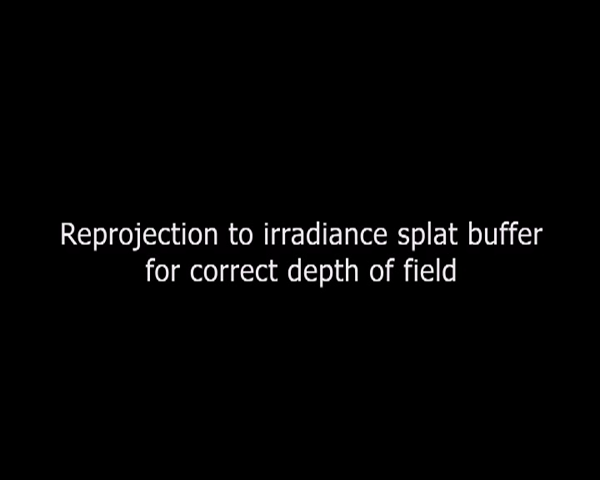 Reprojection to irradiance splat buffer
for correct depth of field